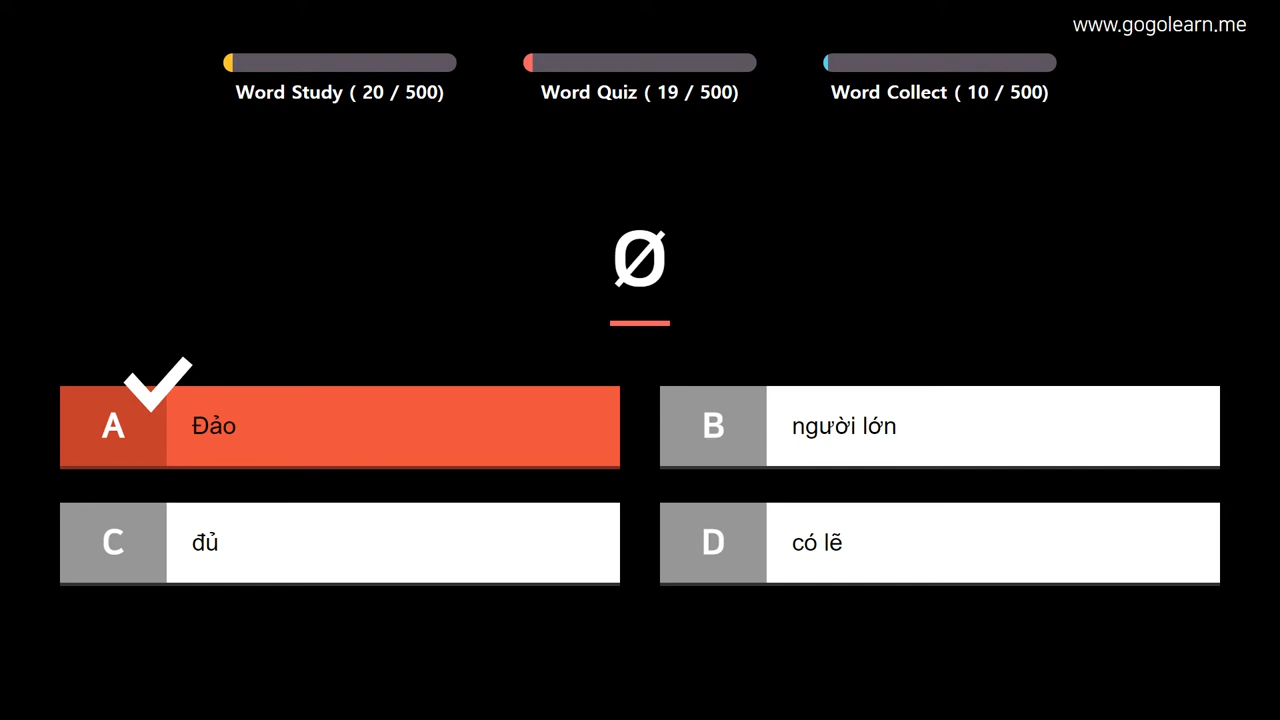 www.gogolearn.me
Word Study ( 20 / 500)
Word Quiz ( 19 / 500)
Word Collect ( 10 / 500)
Ø
A Đảo
B người lớn
C đủ
D có lẽ